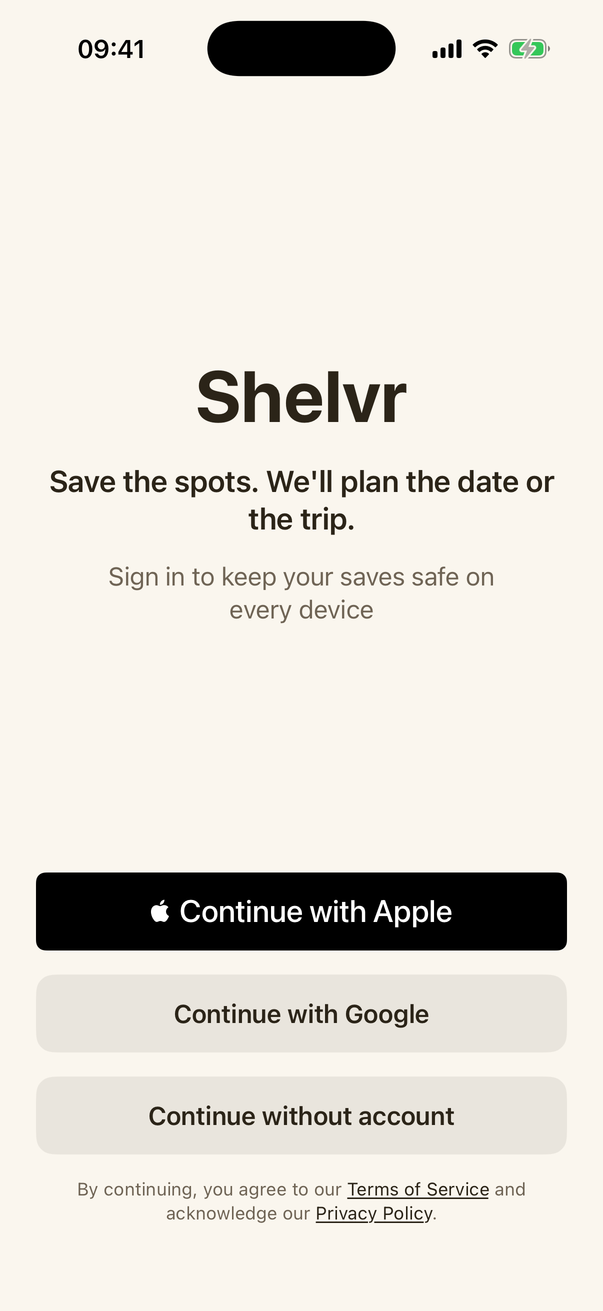 09:41
Shelvr
Save the spots. We'll plan the date or
the trip.
Sign in to keep your saves safe on
every device
Continue with Apple
Continue with Google
Continue without account
By continuing, you agree to our Terms of Service and
acknowledge our Privacy Policy.